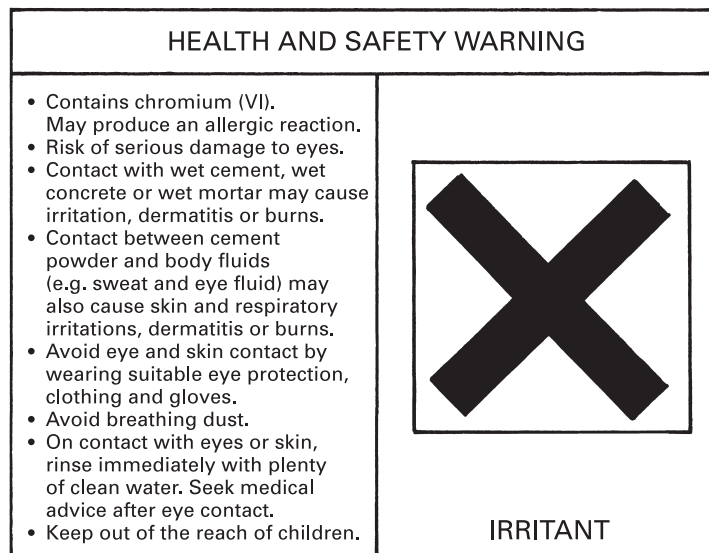 HEALTH AND SAFETY WARNING
• Contains chromium (VI).
May produce an allergic reaction.
• Risk of serious damage to eyes.
• Contact with wet cement, wet
concrete or wet mortar may cause
irritation, dermatitis or burns.
• Contact between cement
powder and body fluids
(e.g. sweat and eye fluid) may
also cause skin and respiratory
irritations, dermatitis or burns.
• Avoid eye and skin contact by
wearing suitable eye protection,
clothing and gloves.
• Avoid breathing dust.
• On contact with eyes or skin,
rinse immediately with plenty
of clean water. Seek medical
advice after eye contact.
• Keep out of the reach of children.
IRRITANT